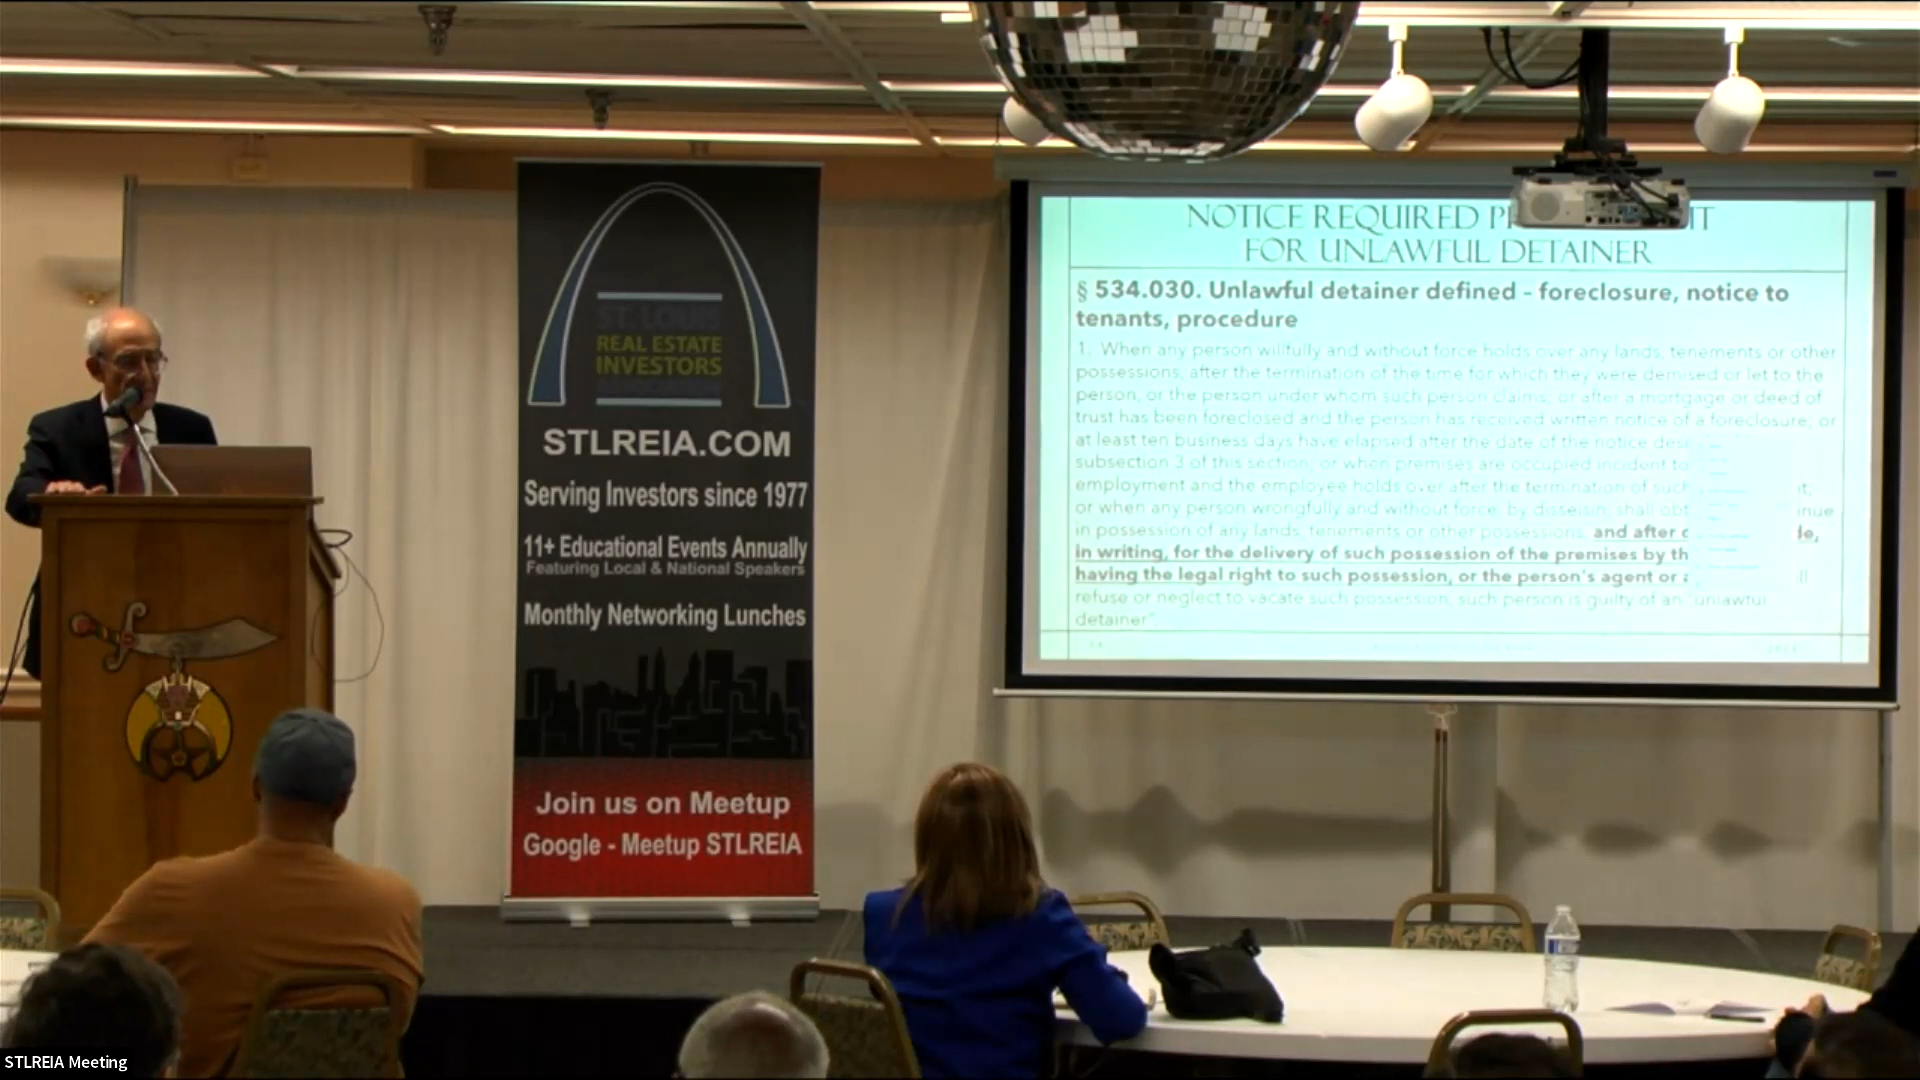 ST. LOUIS
REAL ESTATE
INVESTORS
STLREIA.COM
Serving Investors since 1977
11+ Educational Events Annually
Featuring Local & National Speakers
Monthly Networking Lunches
Join us on Meetup
Google - Meetup STLREIA
NOTICE REQUIRED
FOR UNLAWFUL DETAINER
§ 534.030. Unlawful detainer defined - foreclosure, notice to
tenants, procedure
1. When any person willfully and without force holds over any lands, tenements or other
possessions, after the termination of the time for which they were demised or let to the
person, or the person under whom such person claims; or after a mortgage or deed of
trust has been foreclosed and the person has received written notice of a foreclosure; or
at least ten business days have elapsed after the date of the notice
subsection 3 of this section; or when premises are occupied incident to
employment and the employee holds over after the termination of such
or when any person wrongfully and without force, by disseisin, shall
in possession of any lands, tenements or other possessions, and after
in writing, for the delivery of such possession of the premises by
having the legal right to such possession, or the person's agent or
refuse or neglect to vacate such possession, such person is guilty of an "unlawful
detainer".
STLREIA Meeting